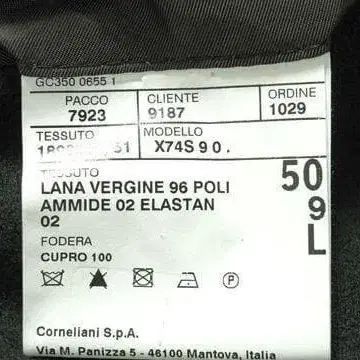 GC350 0655 1
PACCO CLIENTE ORDINE
7923 9187 1029
TESSUTO MODELLO
X74S90.
TESSUTO 50
LANA VERGINE 96 POLI 9
AMMIDE 02 ELASTAN L
02
FODERA
CUPRO 100
P
Corneliani S.p.A.
Via M. Panizza 5 - 46100 Mantova, Italia